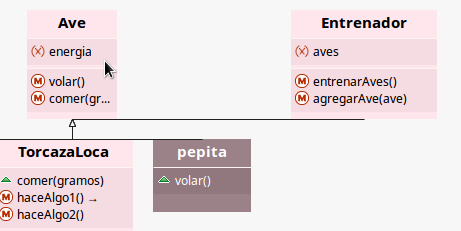 Ave
energia
volar()
comer(gr...
Entrenador
aves
entrenarAves()
agregarAve(ave)
TorcazaLoca
comer(gramos)
haceAlgo1() →
haceAlgo2()
pepita
volar()